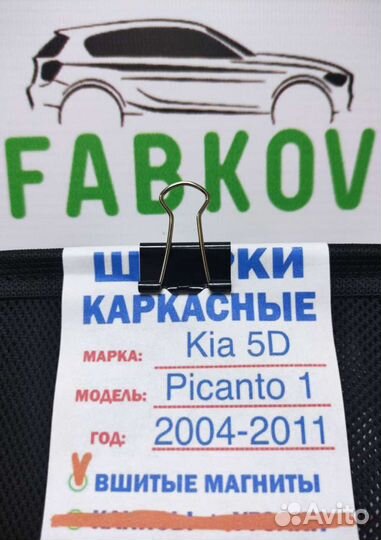 FABKOV
КАРКАСНЫЕ
МАРКА: Kia 5D
МОДЕЛЬ: Picanto 1
ГОД: 2004-2011
ВШИТЫЕ МАГНИТЫ
Avito